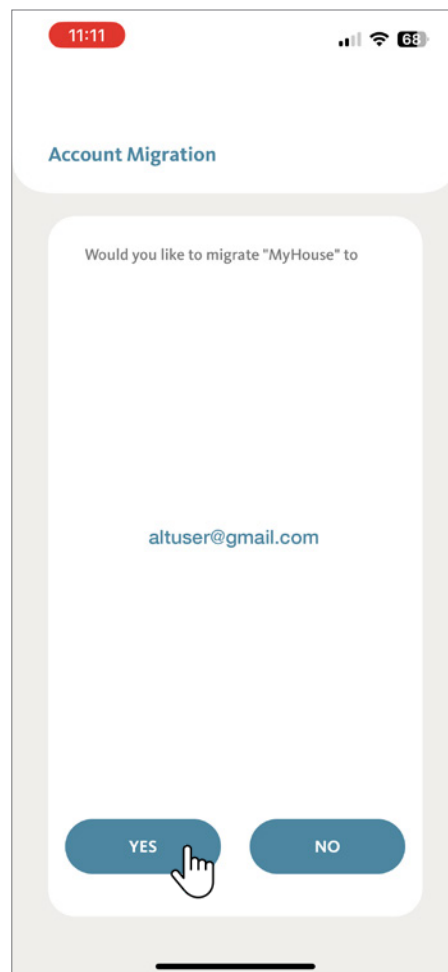 11:11
68
Account Migration
Would you like to migrate "MyHouse" to
altuser@gmail.com
YES
NO